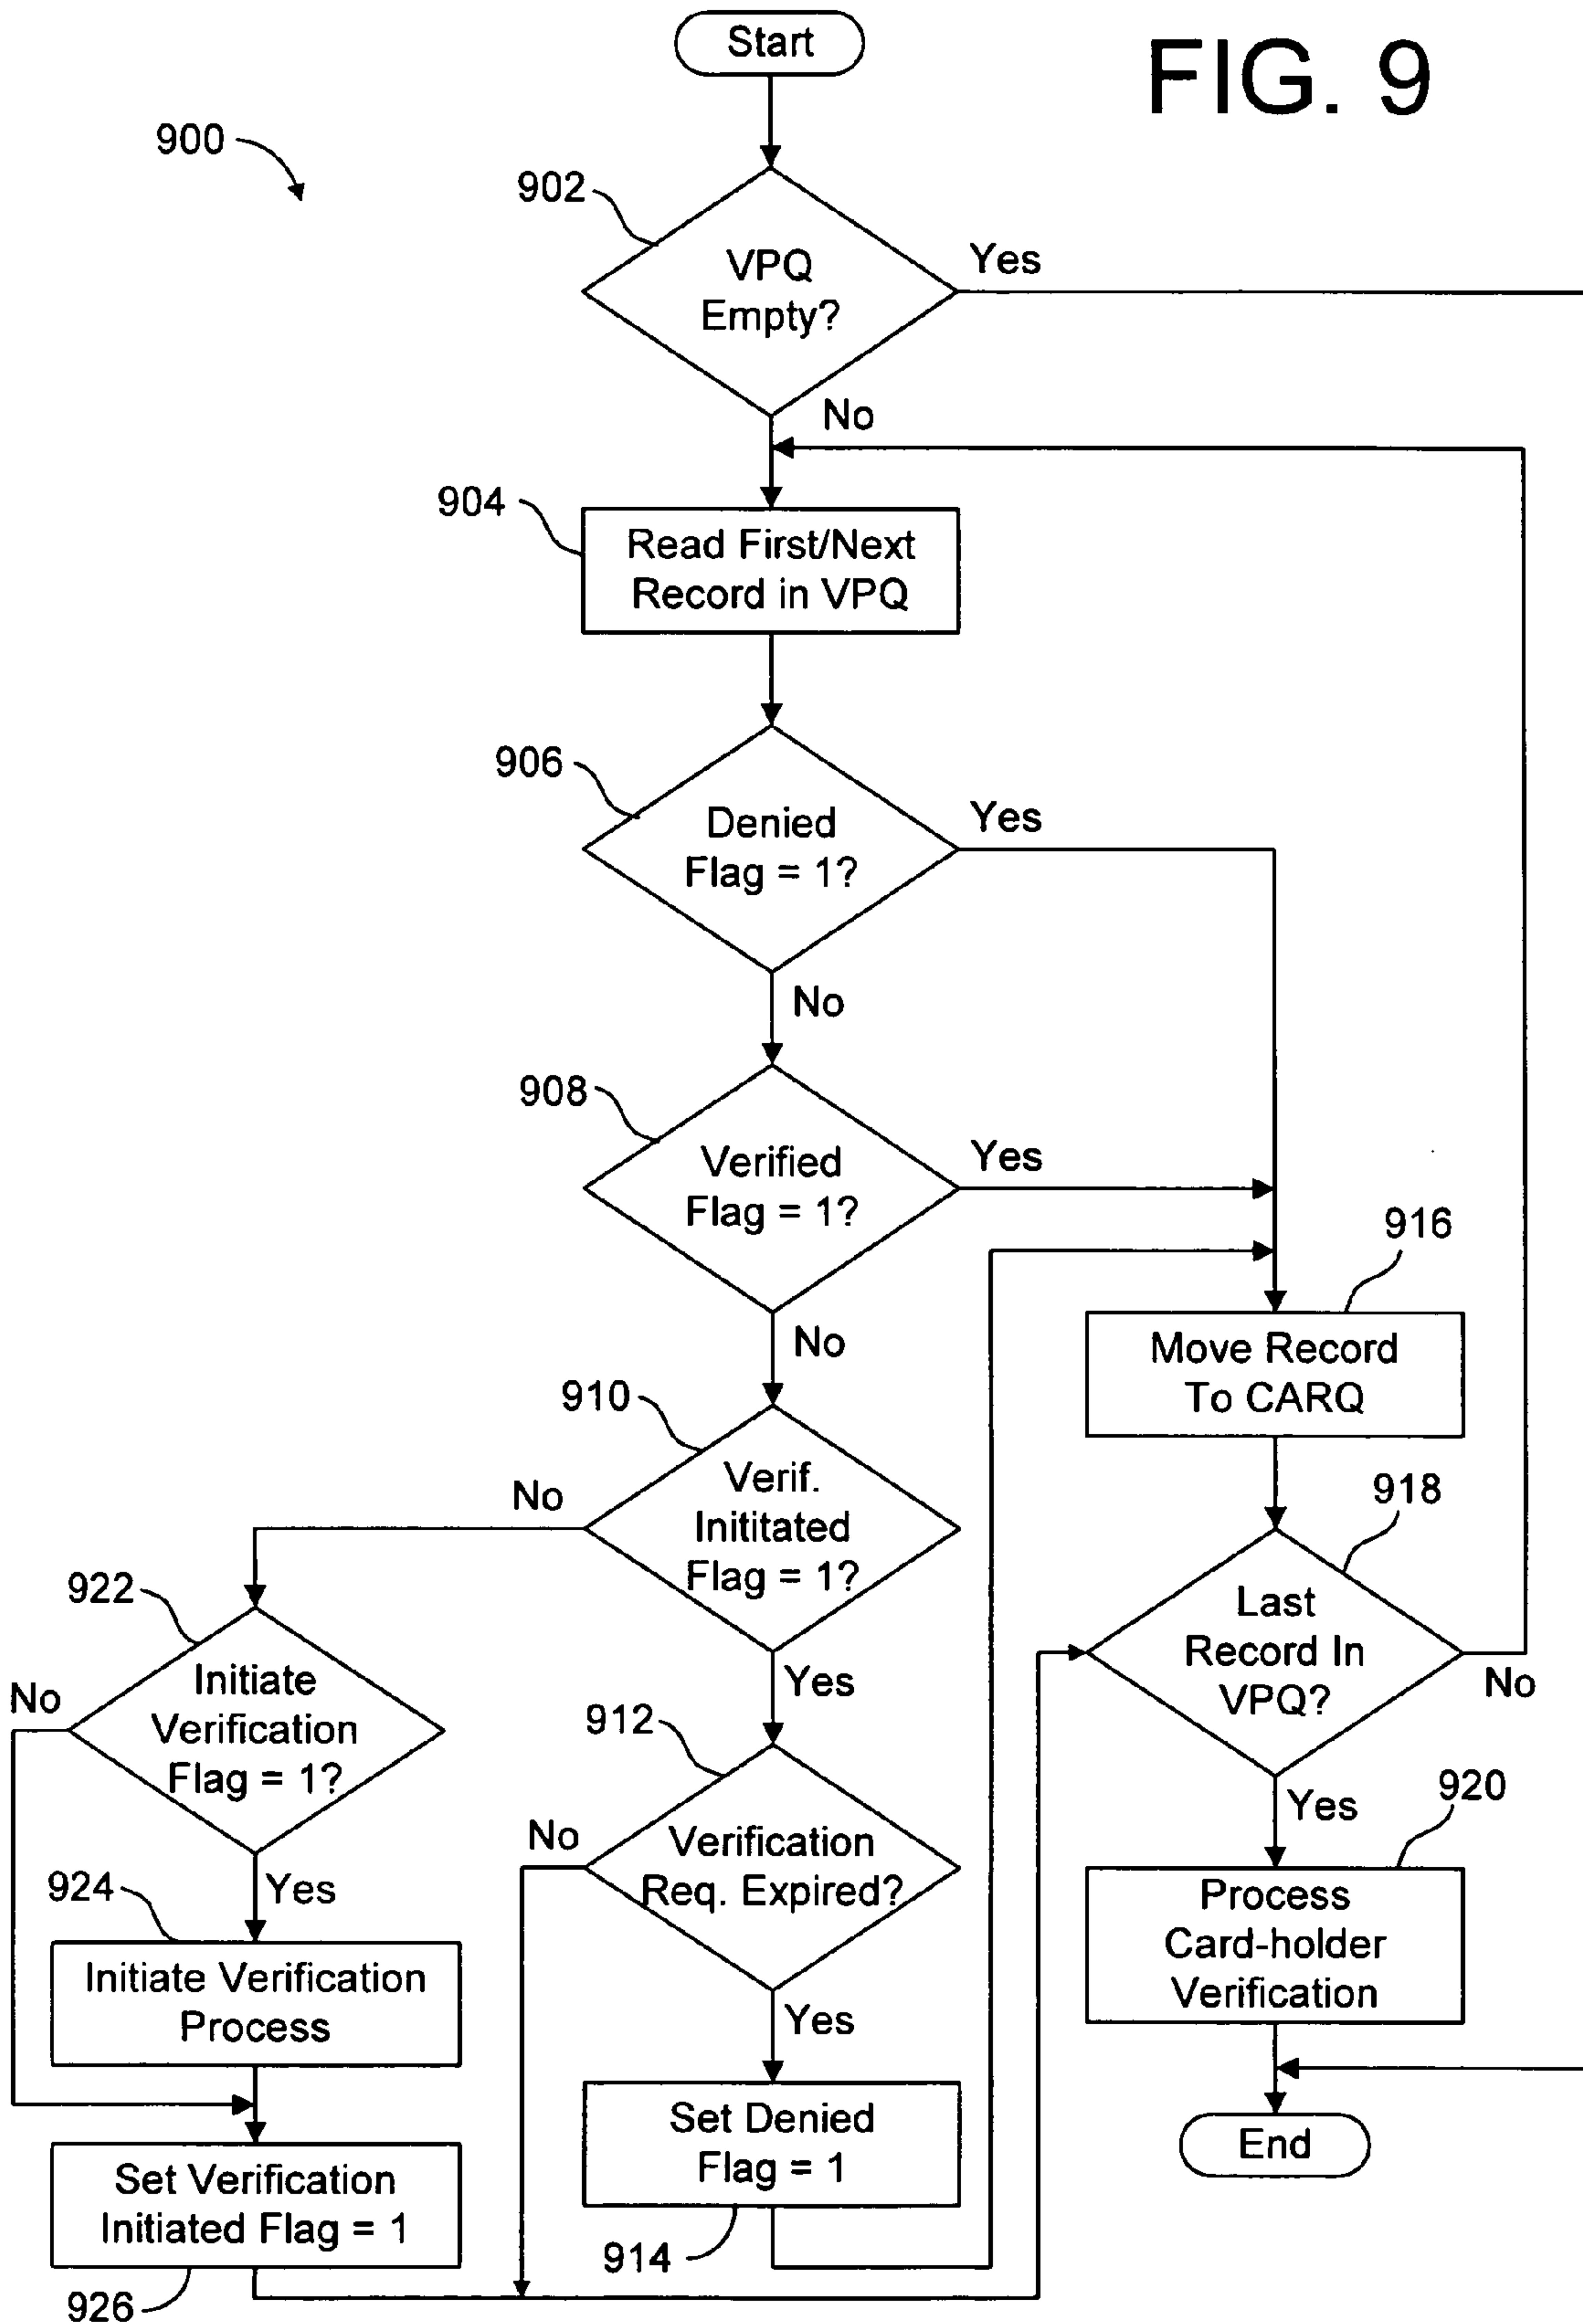 Start
FIG. 9
900
902
VPQ
Empty?
Yes
No
904
Read First/Next
Record in VPQ
906
Denied
Flag = 1?
Yes
No
908
Verified
Flag = 1?
Yes
No
916
Move Record
To CARQ
910
Verif.
Inititated
Flag = 1?
No
Yes
918
Last
Record In
VPQ?
No
Yes
922
Initiate
Verification
Flag = 1?
No
Yes
912
Verification
Req. Expired?
No
Yes
920
Process
Card-holder
Verification
924
Initiate Verification
Process
Set Denied
Flag = 1
914
End
Set Verification
Initiated Flag = 1
926